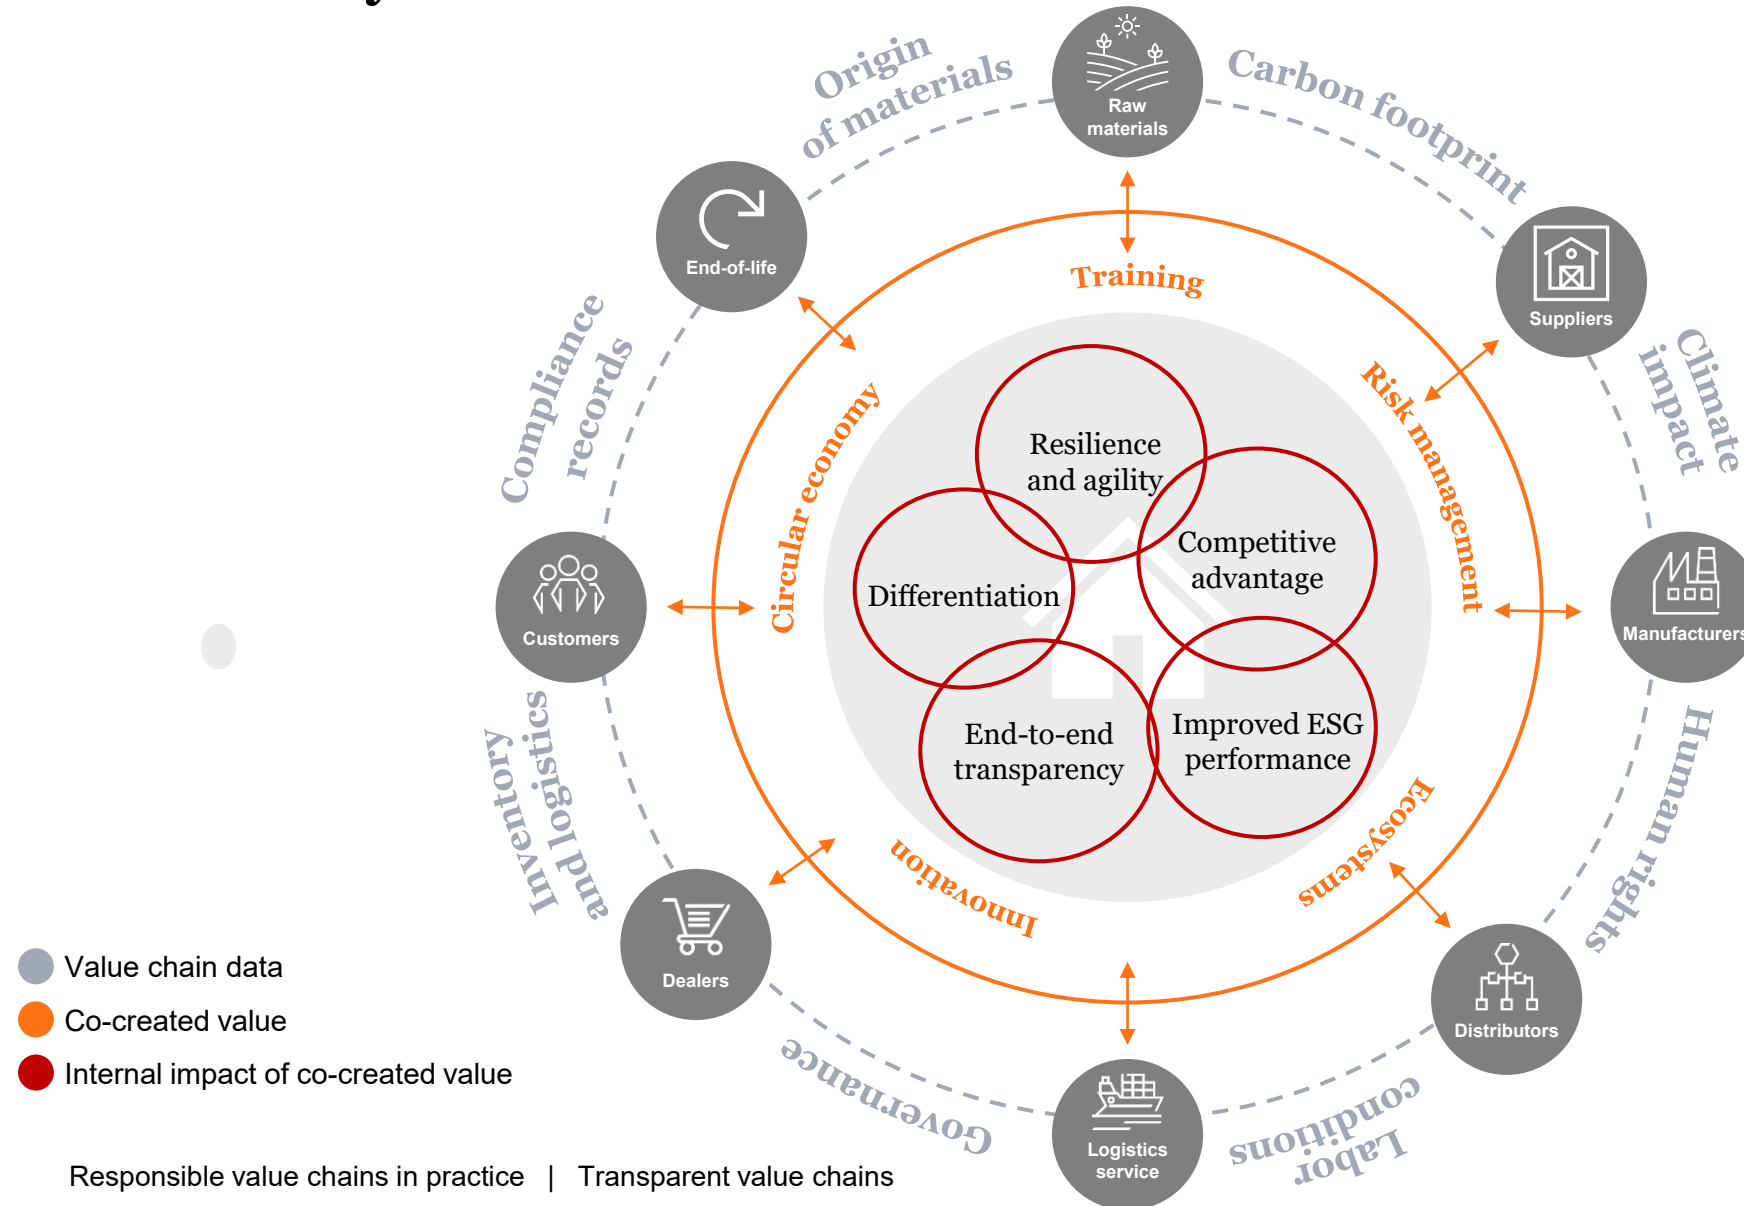 Origin
of materials
Raw
materials
Carbon footprint
End-of-life
Suppliers
Training
Compliance
records
Circular economy
Risk management
Climate
impact
Resilience
and agility
Competitive
advantage
Differentiation
Customers
Manufacturers
End-to-end
transparency
Improved ESG
performance
Inventory
and logistics
Innovation
Ecosystems
Human rights
Dealers
Distributors
Governance
Logistics
service
Labor
conditions
Value chain data
Co-created value
Internal impact of co-created value
Responsible value chains in practice | Transparent value chains